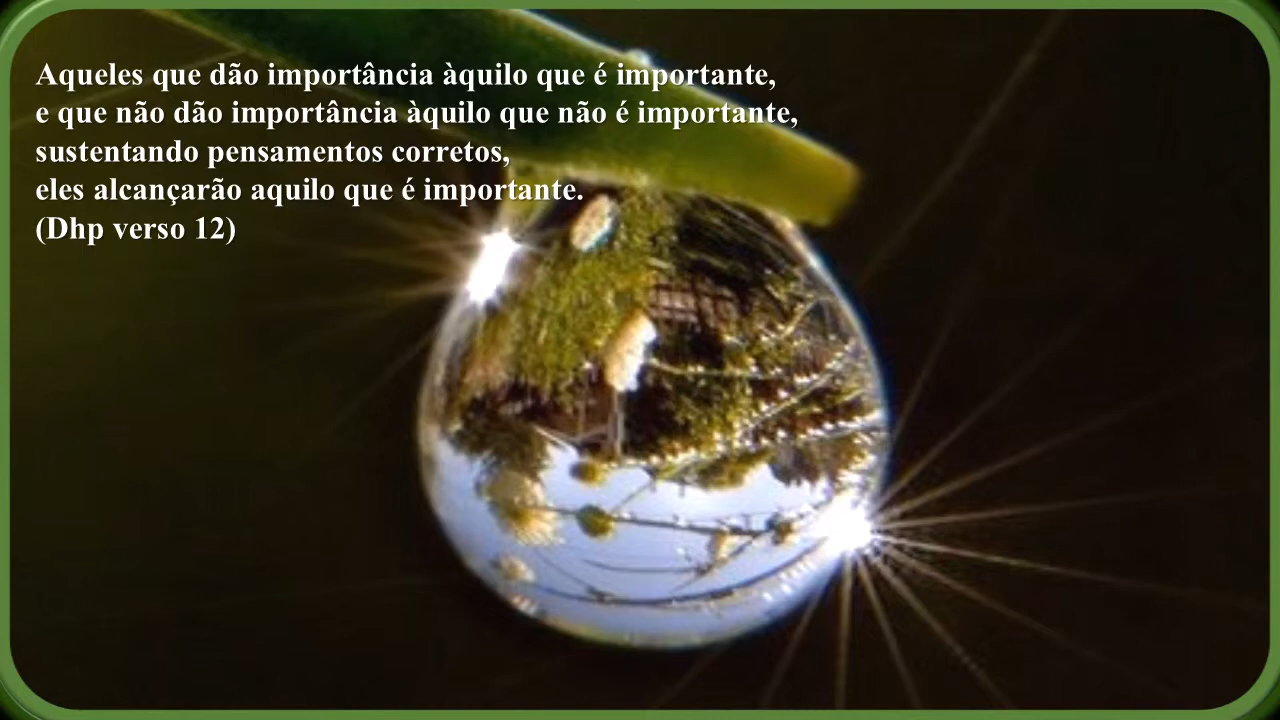 Aqueles que dão importância àquilo que é importante,
e que não dão importância àquilo que não é importante,
sustentando pensamentos corretos,
eles alcançarão aquilo que é importante.
(Dhp verso 12)